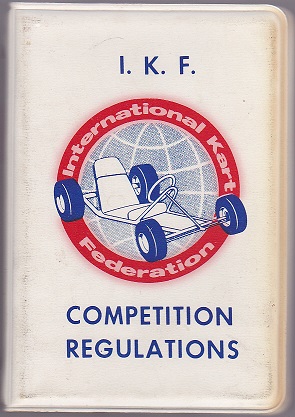 I. K. F.
International Kart
Federation
COMPETITION
REGULATIONS